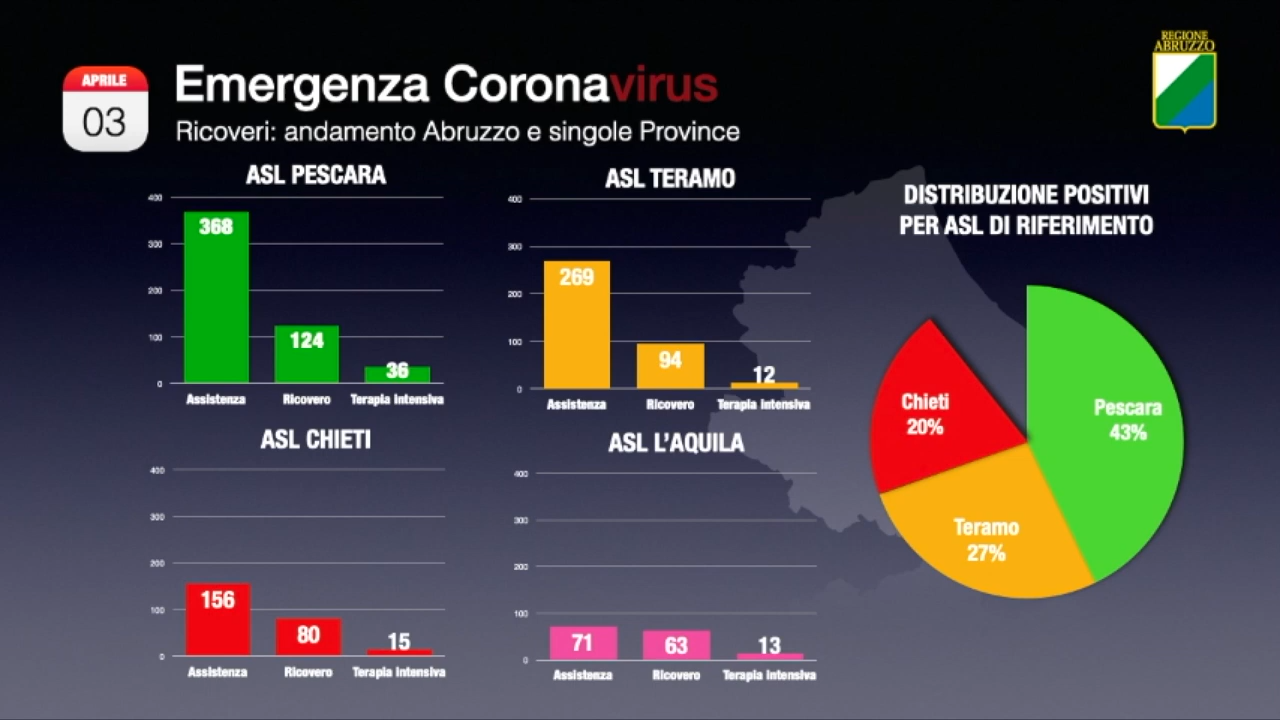 REGIONE
ABRUZZO
APRILE
03
Emergenza Coronavirus
Ricoveri: andamento Abruzzo e singole Province
ASL PESCARA
400
300
200
100
0
368
124
36
Assistenza
Ricovero
Terapia intensiva
ASL TERAMO
400
300
200
100
0
269
94
12
Assistenza
Ricovero
Terapia intensiva
ASL CHIETI
400
300
200
100
0
156
80
15
Assistenza
Ricovero
Terapia intensiva
ASL L'AQUILA
400
300
200
100
0
71
63
13
Assistenza
Ricovero
Terapia intensiva
DISTRIBUZIONE POSITIVI
PER ASL DI RIFERIMENTO
Chieti
20%
Pescara
43%
Teramo
27%